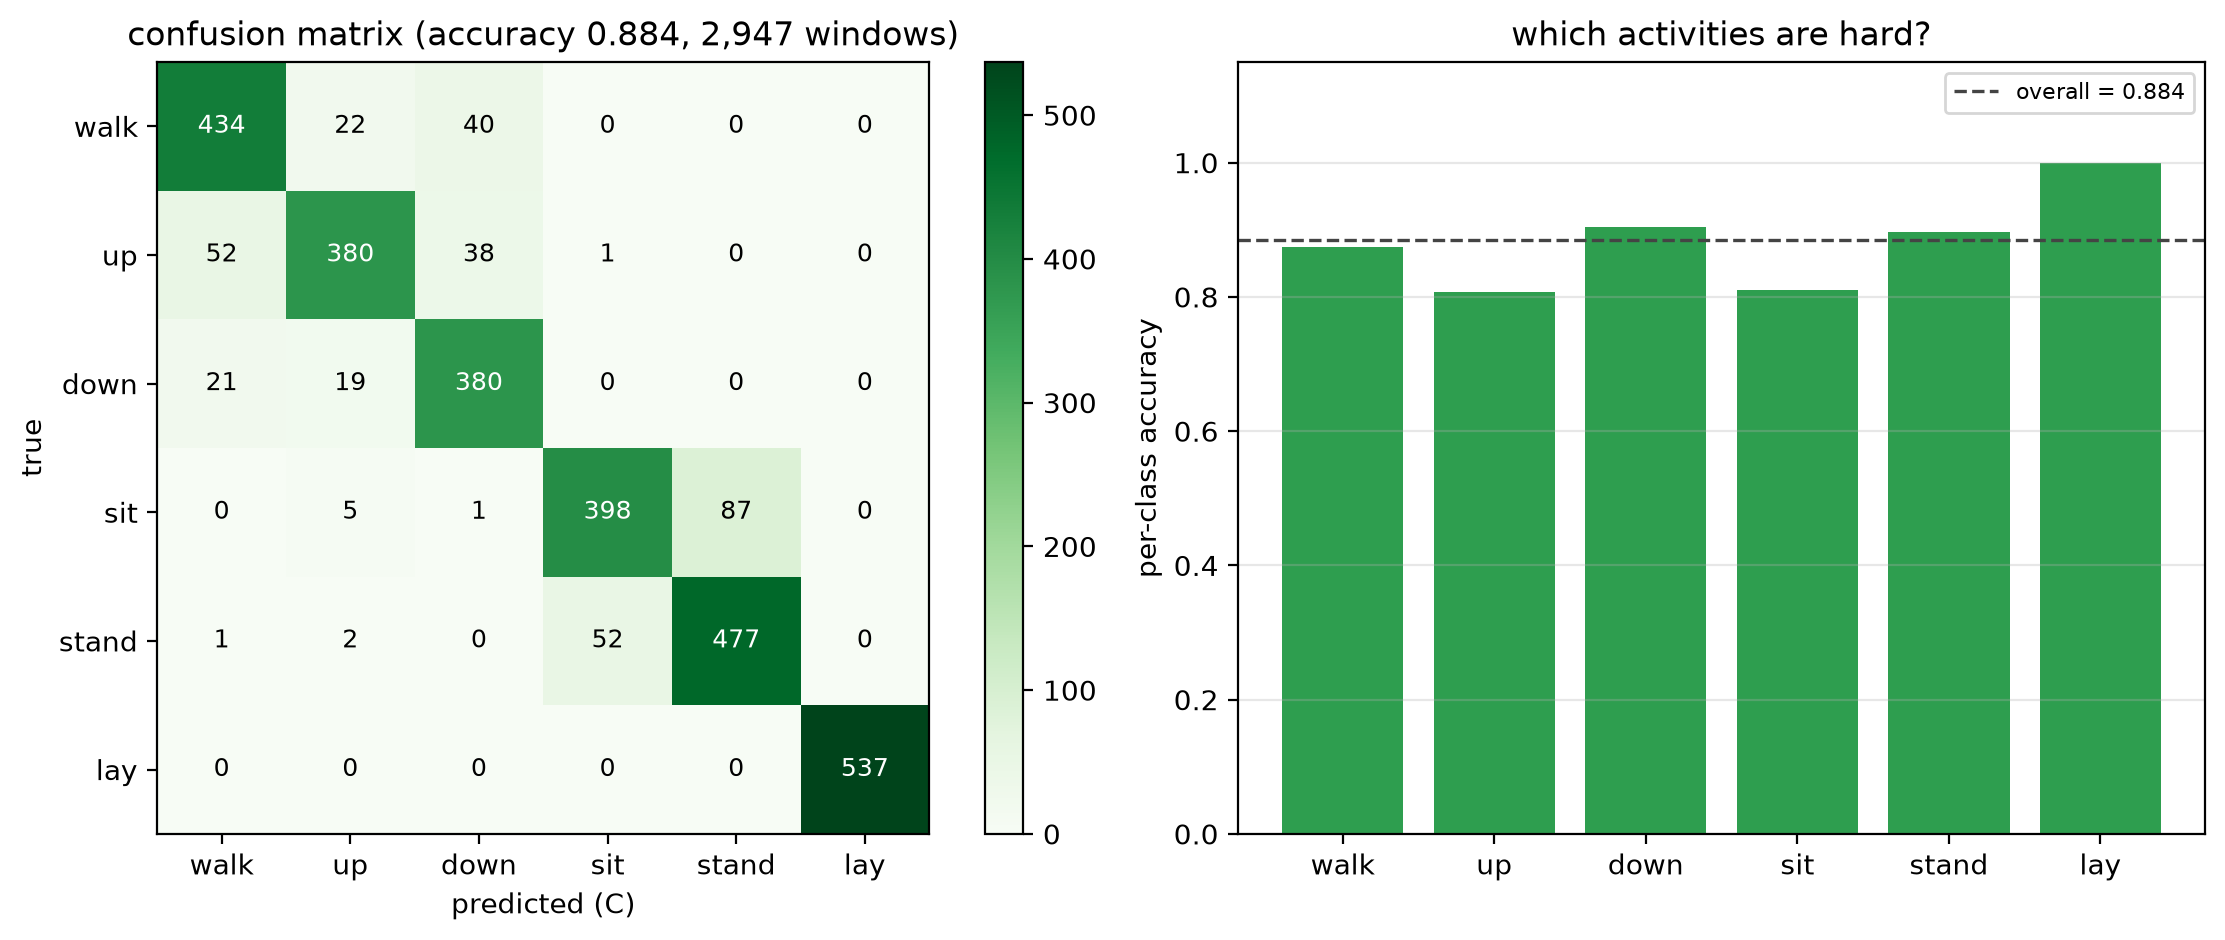 confusion matrix (accuracy 0.884, 2,947 windows)
walk 434 22 40 0 0 0
up 52 380 38 1 0 0
down 21 19 380 0 0 0
sit 0 5 1 398 87 0
stand 1 2 0 52 477 0
lay 0 0 0 0 0 537
true
walk up down sit stand lay
predicted (C)
500
400
300
200
100
0
which activities are hard?
overall = 0.884
1.0
0.8
0.6
0.4
0.2
0.0
per-class accuracy
walk up down sit stand lay